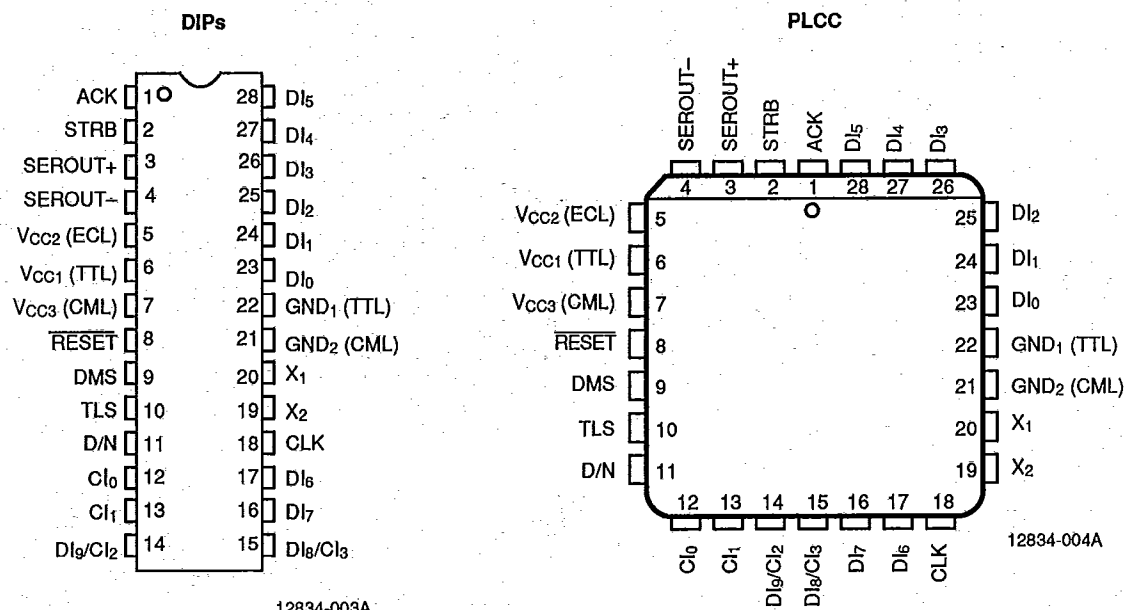 DIPs
ACK 1 28 DI5
STRB 2 27 DI4
SEROUT+ 3 26 DI3
SEROUT– 4 25 DI2
VCC2 (ECL) 5 24 DI1
VCC1 (TTL) 6 23 DI0
VCC3 (CML) 7 22 GND1 (TTL)
RESET 8 21 GND2 (CML)
DMS 9 20 X1
TLS 10 19 X2
D/N 11 18 CLK
CI0 12 17 DI6
CI1 13 16 DI7
DI9/CI2 14 15 DI8/CI3
12834-003A
PLCC
SEROUT– SEROUT+ STRB ACK DI5 DI4 DI3
4 3 2 1 28 27 26
VCC2 (ECL) 5 25 DI2
VCC1 (TTL) 6 24 DI1
VCC3 (CML) 7 23 DI0
RESET 8 22 GND1 (TTL)
DMS 9 21 GND2 (CML)
TLS 10 20 X1
D/N 11 19 X2
12 13 14 15 16 17 18
CI0 CI1 DI9/CI2 DI8/CI3 DI7 DI6 CLK
12834-004A